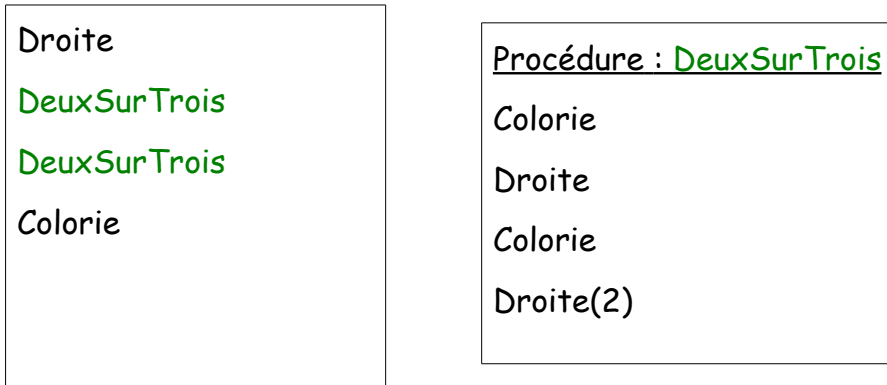 Droite
DeuxSurTrois
DeuxSurTrois
Colorie
Procédure : DeuxSurTrois
Colorie
Droite
Colorie
Droite(2)